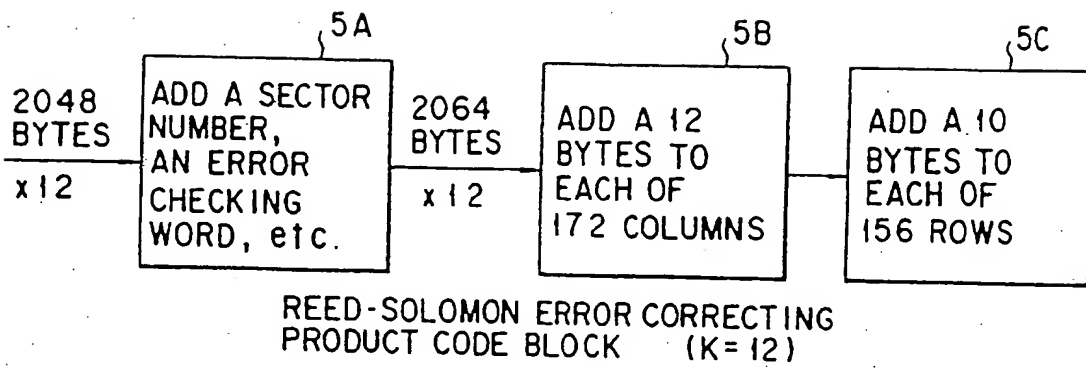 5A
5B
5C
2048
BYTES
x12
ADD A SECTOR
NUMBER,
AN ERROR
CHECKING
WORD, etc.
2064
BYTES
x12
ADD A 12
BYTES TO
EACH OF
172 COLUMNS
ADD A 10
BYTES TO
EACH OF
156 ROWS
REED-SOLOMON ERROR CORRECTING
PRODUCT CODE BLOCK (K=12)